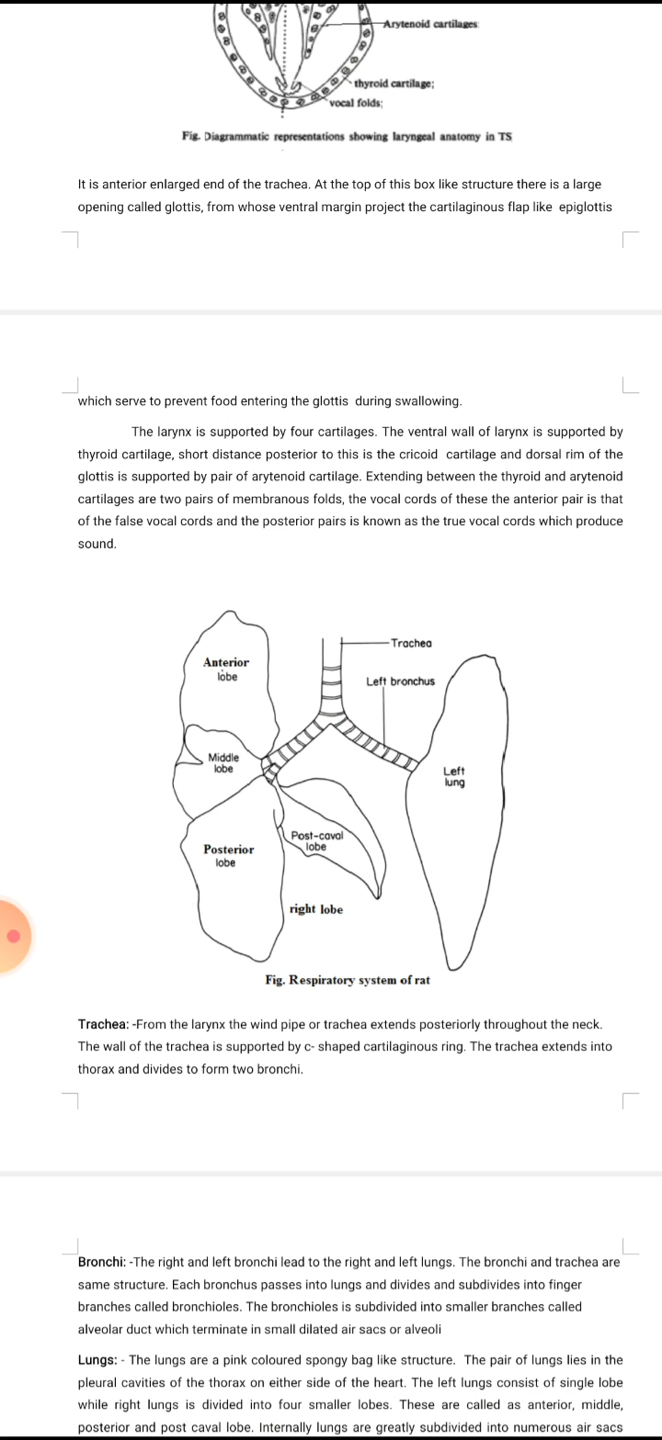 Arytenoid cartilages
thyroid cartilage;
vocal folds;
Fig. Diagrammatic representations showing laryngeal anatomy in TS
It is anterior enlarged end of the trachea. At the top of this box like structure there is a large
opening called glottis, from whose ventral margin project the cartilaginous flap like epiglottis
which serve to prevent food entering the glottis during swallowing.
The larynx is supported by four cartilages. The ventral wall of larynx is supported by
thyroid cartilage, short distance posterior to this is the cricoid cartilage and dorsal rim of the
glottis is supported by pair of arytenoid cartilage. Extending between the thyroid and arytenoid
cartilages are two pairs of membranous folds, the vocal cords of these the anterior pair is that
of the false vocal cords and the posterior pairs is known as the true vocal cords which produce
sound.
Trachea
Anterior
lobe
Left bronchus
Middle
lobe
Left
lung
Post-caval
lobe
Posterior
lobe
right lobe
Fig. Respiratory system of rat
Trachea: -From the larynx the wind pipe or trachea extends posteriorly throughout the neck.
The wall of the trachea is supported by c- shaped cartilaginous ring. The trachea extends into
thorax and divides to form two bronchi.
Bronchi: -The right and left bronchi lead to the right and left lungs. The bronchi and trachea are
same structure. Each bronchus passes into lungs and divides and subdivides into finger
branches called bronchioles. The bronchioles is subdivided into smaller branches called
alveolar duct which terminate in small dilated air sacs or alveoli
Lungs: - The lungs are a pink coloured spongy bag like structure. The pair of lungs lies in the
pleural cavities of the thorax on either side of the heart. The left lungs consist of single lobe
while right lungs is divided into four smaller lobes. These are called as anterior, middle,
posterior and post caval lobe. Internally lungs are greatly subdivided into numerous air sacs